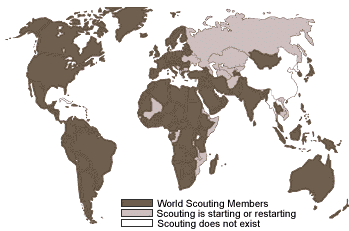 World Scouting Members
Scouting is starting or restarting
Scouting does not exist